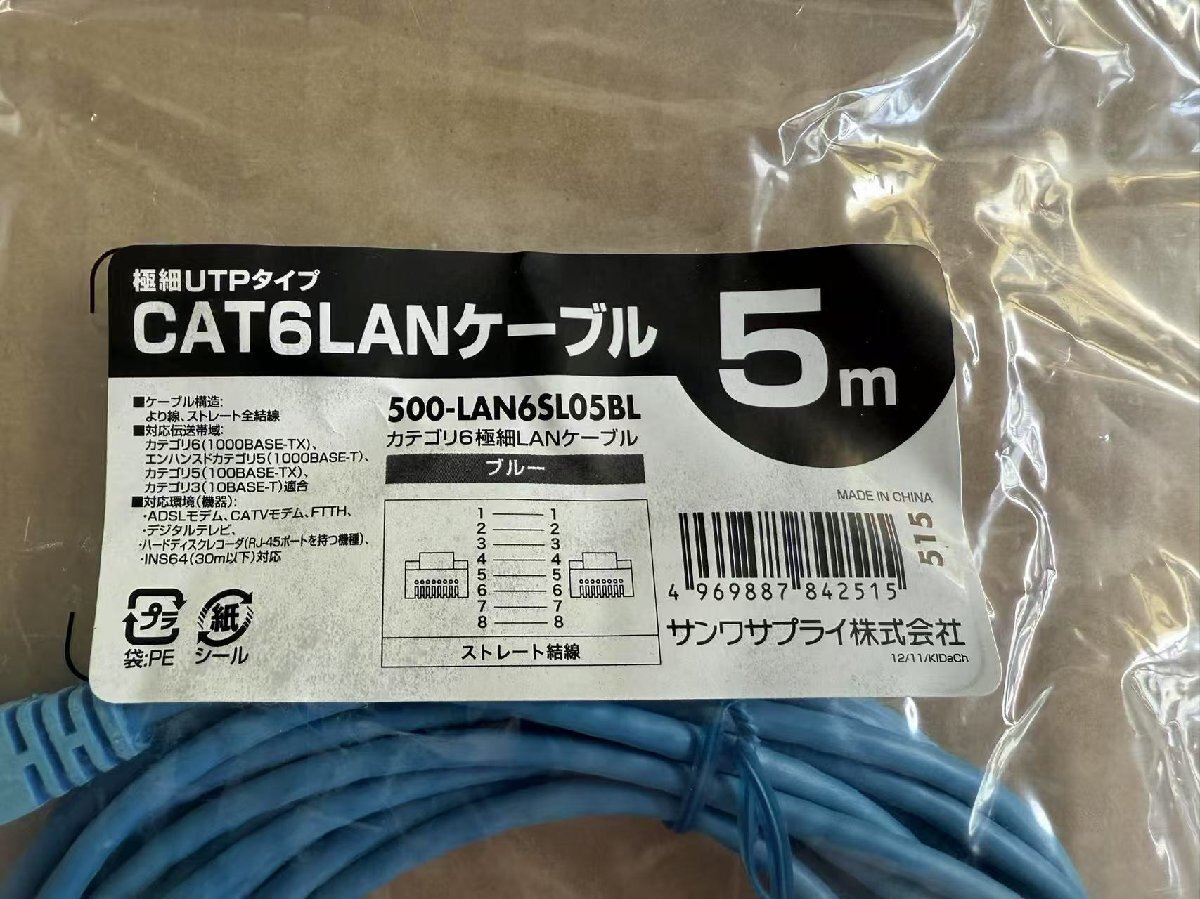 極細UTPタイプ
CAT6LANケーブル
5m
■ケーブル構造:
より線、ストレート全結線
■対応伝送帯域:
カテゴリ6(1000BASE-TX)、
エンハンスドカテゴリ5(1000BASE-T)、
カテゴリ5(100BASE-TX)、
カテゴリ3(10BASE-T)適合
■対応環境(機器):
・ADSLモデム、CATVモデム、FTTH、
・デジタルテレビ、
・ハードディスクレコーダ(RJ-45ポートを持つ機種)、
・INS64(30m以下)対応
プラ
袋:PE
紙
シール
500-LAN6SL05BL
カテゴリ6極細LANケーブル
ブルー
1 1
2 2
3 3
4 4
5 5
6 6
7 7
8 8
ストレート結線
MADE IN CHINA
515
4 969887 842515
サンワサプライ株式会社
12/11/KIDaCh